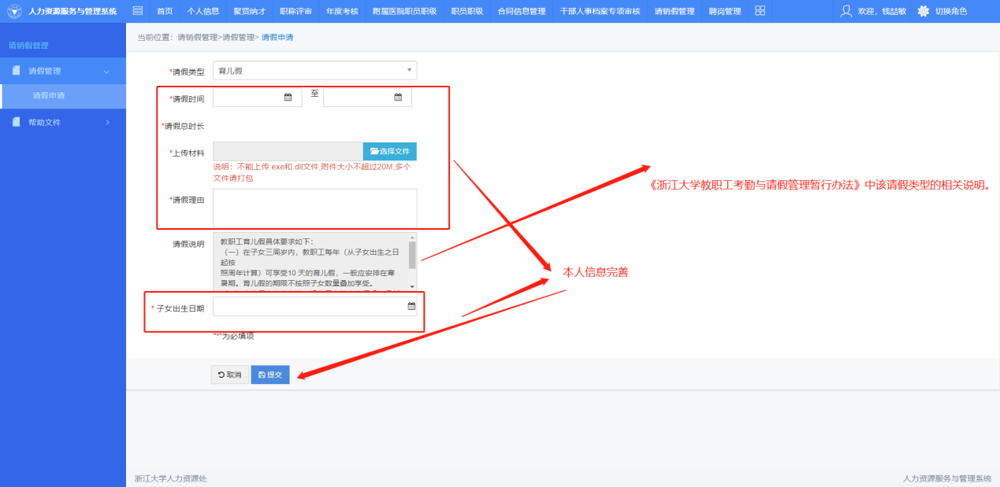 人力资源服务与管理系统 首页 个人信息 聚贤纳才 职称评审 年度考核 附属医院职员职级 职员职级 合同信息管理 干部人事档案专项审核 请销假管理 聘岗管理 欢迎，钱喆敏 切换角色
当前位置：请销假管理>请假管理> 请假申请
请销假管理
请假管理
请假申请
帮助文件
*请假类型 育儿假
*请假时间 至
*请假总时长
*上传材料 选择文件
说明：不能上传.exe和.dll文件,附件大小不超过20M,多个
文件请打包
*请假理由
请假说明 教职工育儿假具体要求如下：
（一）在子女三周岁内，教职工每年（从子女出生之日
起按
照周年计算）可享受10 天的育儿假，一般应安排在寒
暑期。育儿假的期限不按照子女数量叠加享受。
* 子女出生日期
"*"为必填项
取消 提交
《浙江大学教职工考勤与请假管理暂行办法》中该请假类型的相关说明。
本人信息完善
浙江大学人力资源处 人力资源服务与管理系统